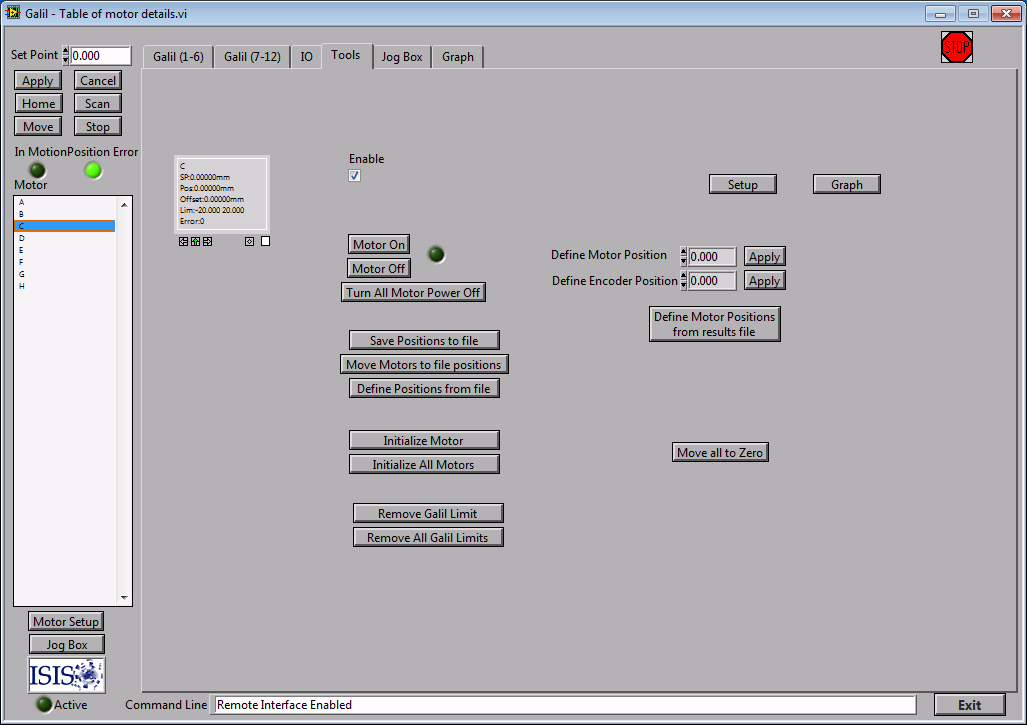 Galil - Table of motor details.vi
Set Point 0.000
Apply Cancel
Home Scan
Move Stop
In Motion Position Error
Motor
A
B
C
D
E
F
G
H
Motor Setup
Jog Box
ISIS
Active
Galil (1-6) Galil (7-12) IO Tools Jog Box Graph
STOP
C
SP:0.00000mm
Pos:0.00000mm
Offset:0.00000mm
Lim:-20.000 20.000
Error:0
Enable
Motor On
Motor Off
Turn All Motor Power Off
Save Positions to file
Move Motors to file positions
Define Positions from file
Initialize Motor
Initialize All Motors
Remove Galil Limit
Remove All Galil Limits
Setup Graph
Define Motor Position 0.000 Apply
Define Encoder Position 0.000 Apply
Define Motor Positions
from results file
Move all to Zero
Command Line Remote Interface Enabled
Exit